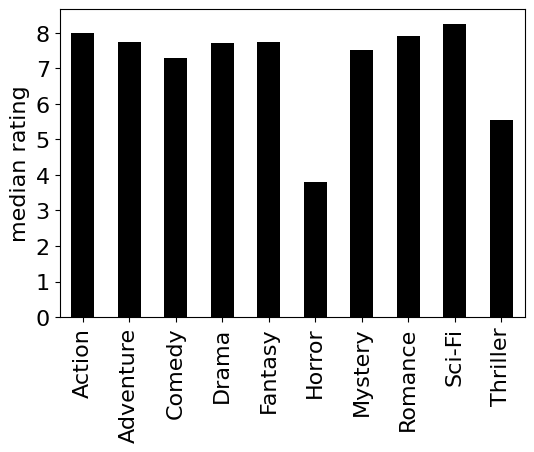 median rating
8
7
6
5
4
3
2
1
0
Action
Adventure
Comedy
Drama
Fantasy
Horror
Mystery
Romance
Sci-Fi
Thriller